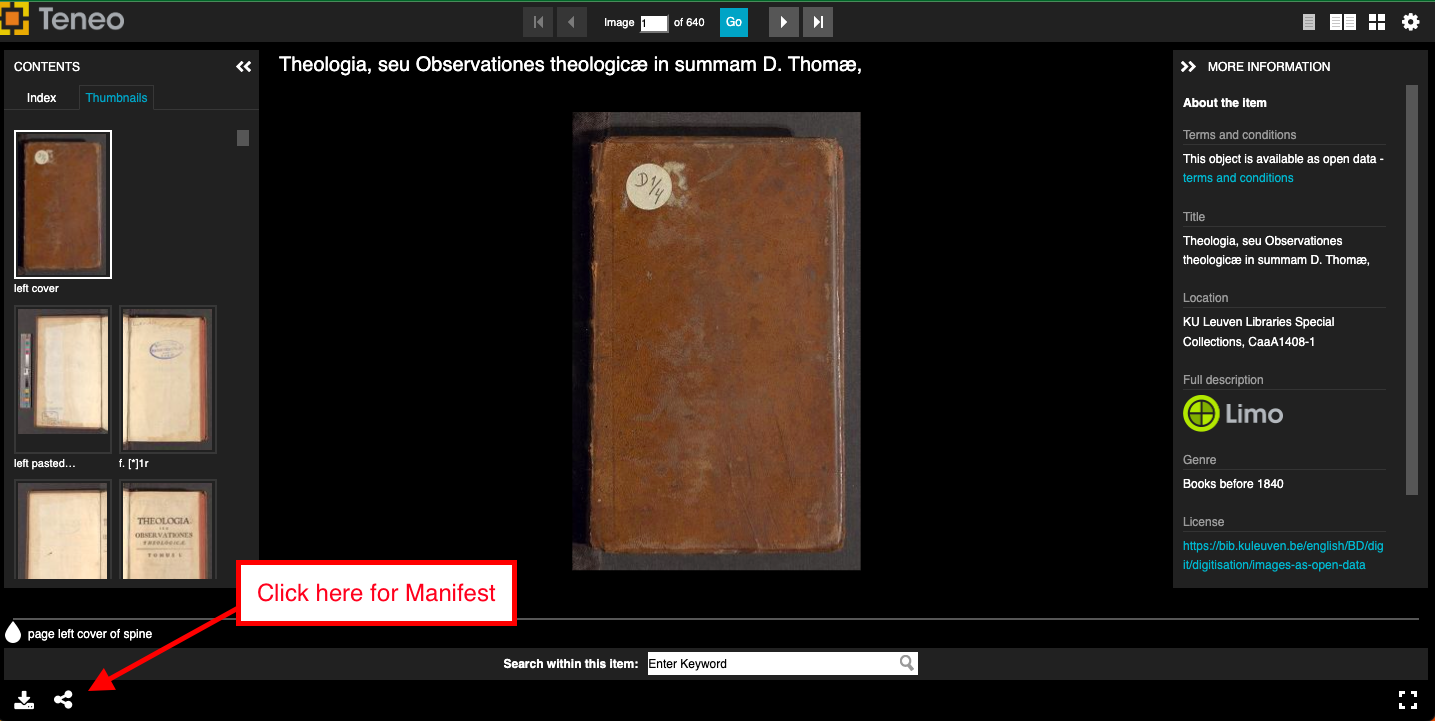 Teneo
Image 1 of 640 Go
CONTENTS
Index Thumbnails
left cover
left pasted...
f. [*]1r
THEOLOGIA
SEU
OBSERVATIONES
THEOLOGICÆ
TOMUS I
Theologia, seu Observationes theologicæ in summam D. Thomæ,
D 1/4
MORE INFORMATION
About the item
Terms and conditions
This object is available as open data -
terms and conditions
Title
Theologia, seu Observationes
theologicæ in summam D. Thomæ,
Location
KU Leuven Libraries Special
Collections, CaaA1408-1
Full description
Limo
Genre
Books before 1840
License
https://bib.kuleuven.be/english/BD/dig
it/digitisation/images-as-open-data
Click here for Manifest
page left cover of spine
Search within this item: Enter Keyword